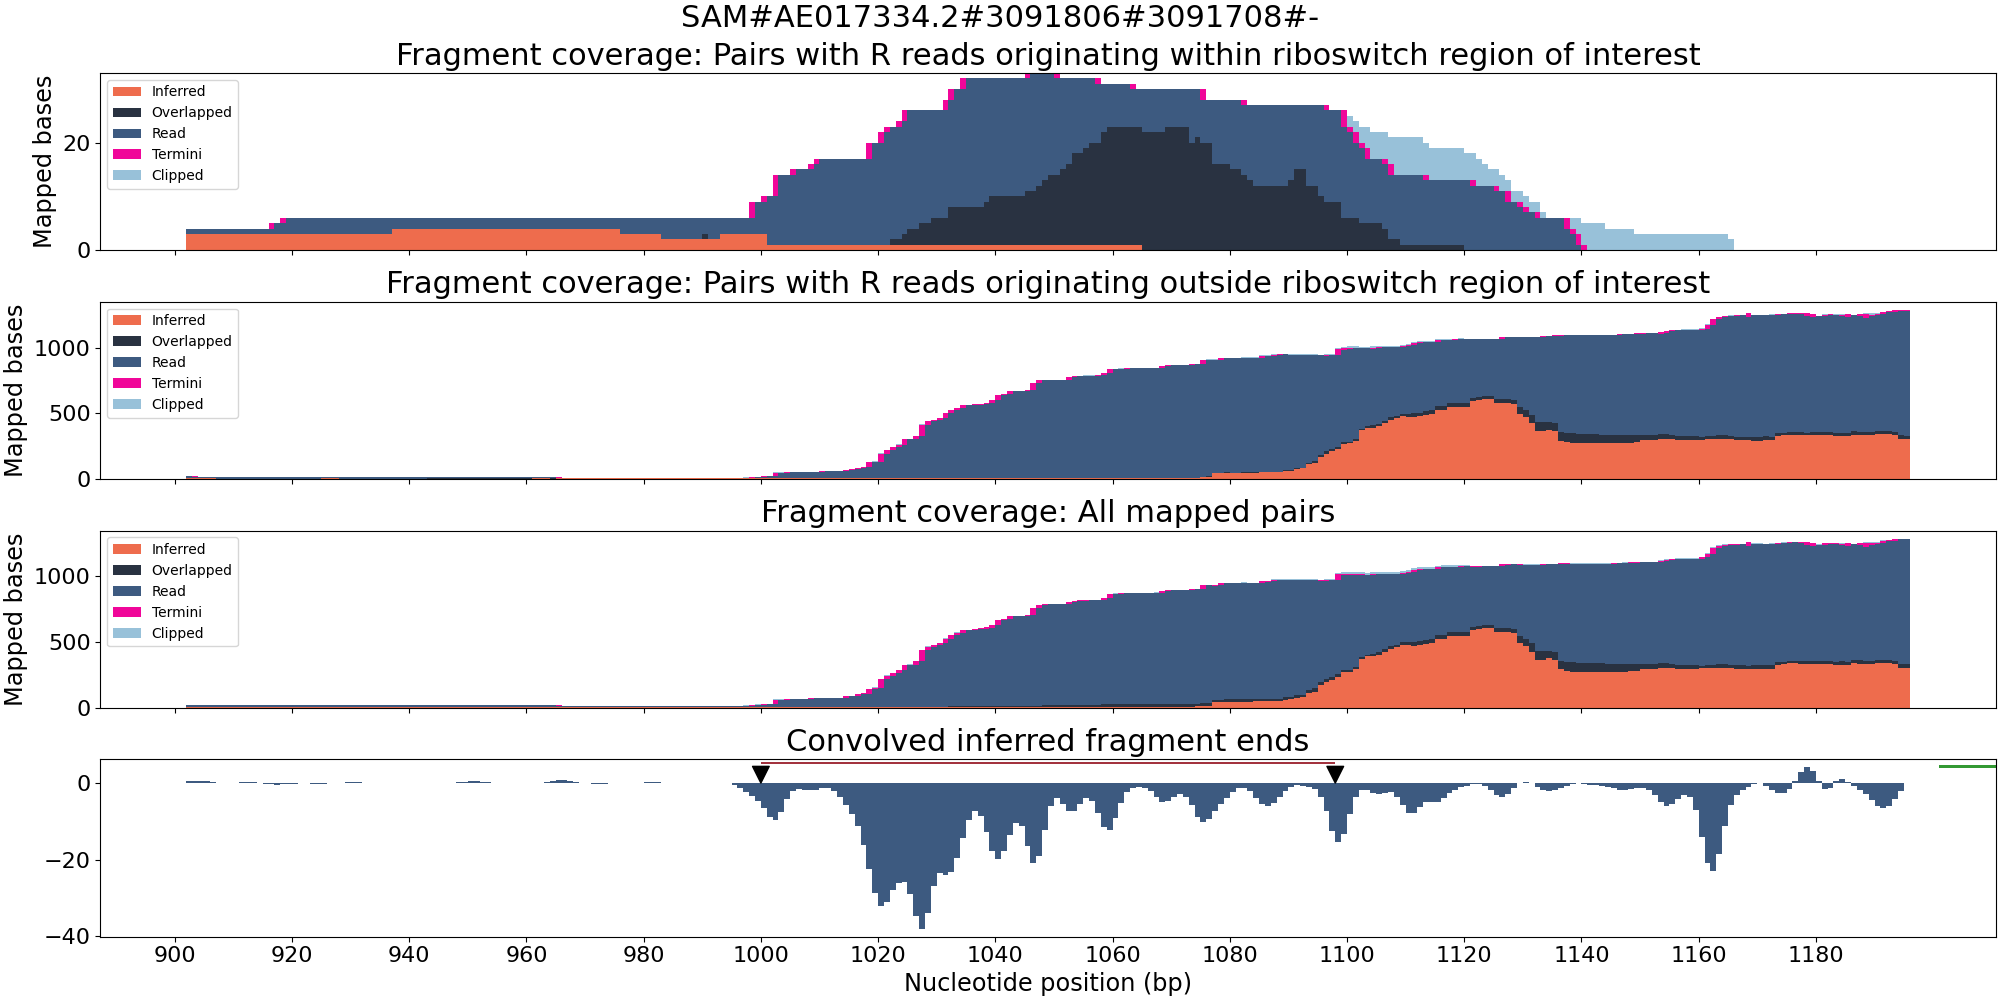 SAM#AE017334.2#3091806#3091708#-
Fragment coverage: Pairs with R reads originating within riboswitch region of interest
Mapped bases
20
0
Inferred
Overlapped
Read
Termini
Clipped
Fragment coverage: Pairs with R reads originating outside riboswitch region of interest
Mapped bases
1000
500
0
Inferred
Overlapped
Read
Termini
Clipped
Fragment coverage: All mapped pairs
Mapped bases
1000
500
0
Inferred
Overlapped
Read
Termini
Clipped
Convolved inferred fragment ends
0
−20
−40
900 920 940 960 980 1000 1020 1040 1060 1080 1100 1120 1140 1160 1180
Nucleotide position (bp)